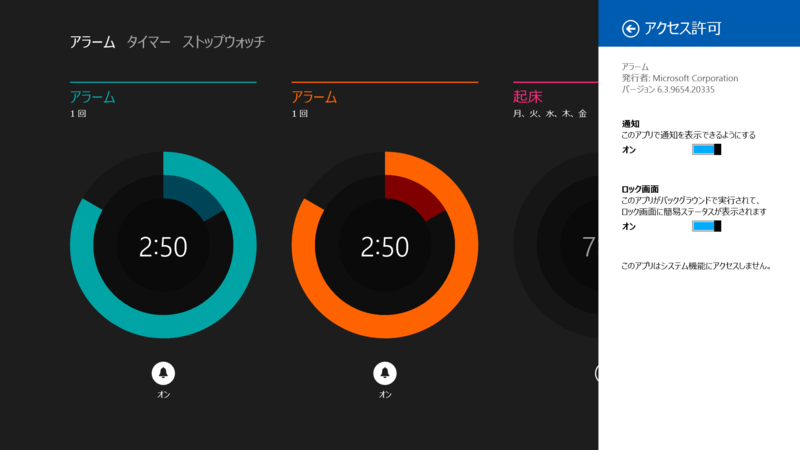 アラーム タイマー ストップウォッチ
アラーム
1 回
2:50
オン
アラーム
1 回
2:50
オン
起床
月、火、水、木、金
7
アクセス許可
アラーム
発行者: Microsoft Corporation
バージョン 6.3.9654.20335
通知
このアプリで通知を表示できるようにする
オン
ロック画面
このアプリがバックグラウンドで実行されて、
ロック画面に簡易ステータスが表示されます
オン
このアプリはシステム機能にアクセスしません。